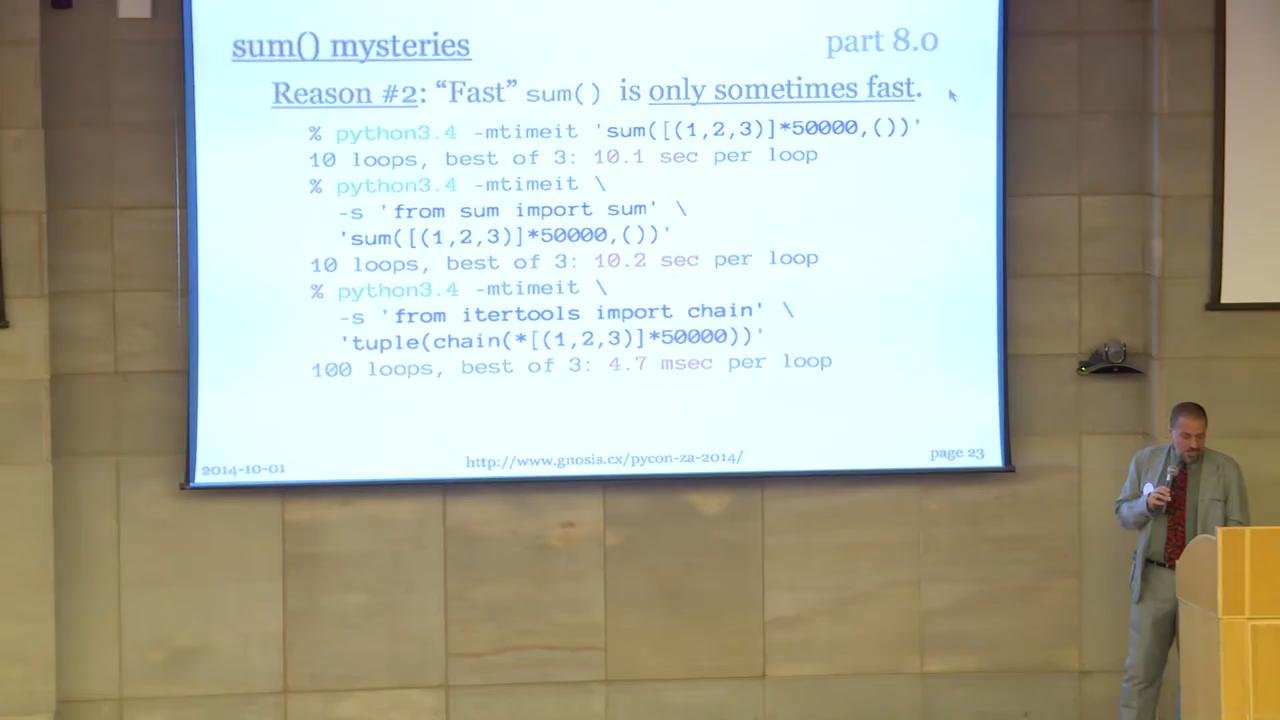 sum() mysteries part 8.0
Reason #2: “Fast” sum() is only sometimes fast.
% python3.4 -mtimeit 'sum([(1,2,3)]*50000,())'
10 loops, best of 3: 10.1 sec per loop
% python3.4 -mtimeit \
-s 'from sum import sum' \
'sum([(1,2,3)]*50000,())'
10 loops, best of 3: 10.2 sec per loop
% python3.4 -mtimeit \
-s 'from itertools import chain' \
'tuple(chain(*[(1,2,3)]*50000))'
100 loops, best of 3: 4.7 msec per loop
2014-10-01 http://www.gnosis.cx/pycon-za-2014/ page 23